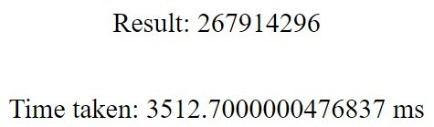 Result: 267914296
Time taken: 3512.7000000476837 ms